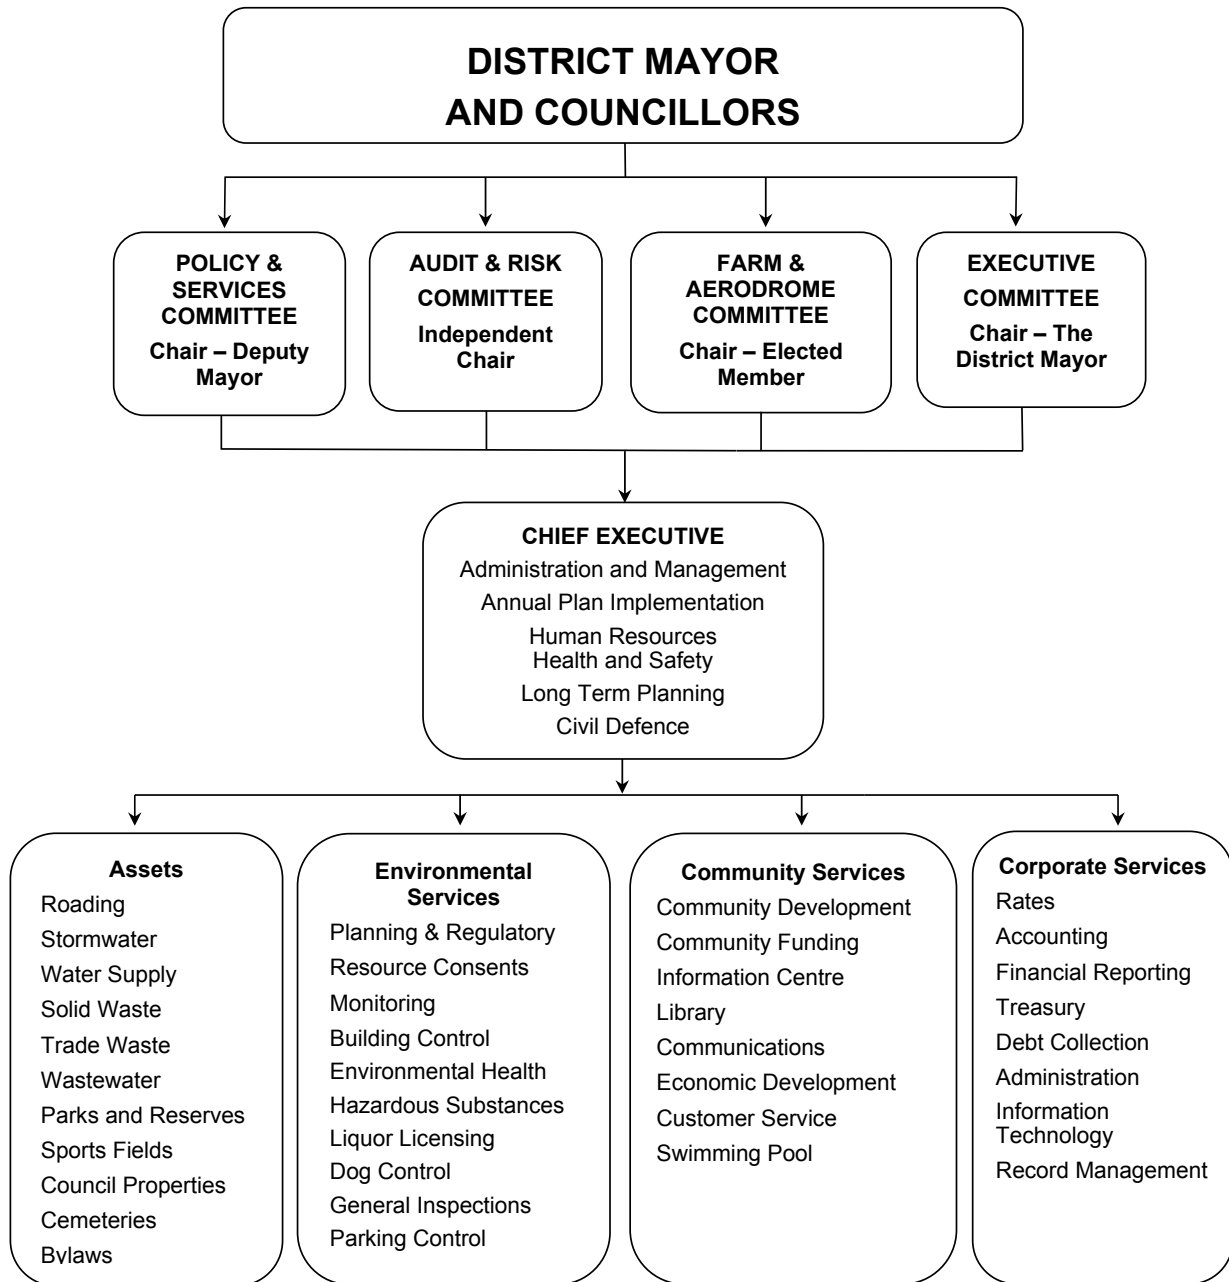 DISTRICT MAYOR
AND COUNCILLORS
POLICY &
SERVICES
COMMITTEE
Chair – Deputy
Mayor
AUDIT & RISK
COMMITTEE
Independent
Chair
FARM &
AERODROME
COMMITTEE
Chair – Elected
Member
EXECUTIVE
COMMITTEE
Chair – The
District Mayor
CHIEF EXECUTIVE
Administration and Management
Annual Plan Implementation
Human Resources
Health and Safety
Long Term Planning
Civil Defence
Assets
Roading
Stormwater
Water Supply
Solid Waste
Trade Waste
Wastewater
Parks and Reserves
Sports Fields
Council Properties
Cemeteries
Bylaws
Environmental
Services
Planning & Regulatory
Resource Consents
Monitoring
Building Control
Environmental Health
Hazardous Substances
Liquor Licensing
Dog Control
General Inspections
Parking Control
Community Services
Community Development
Community Funding
Information Centre
Library
Communications
Economic Development
Customer Service
Swimming Pool
Corporate Services
Rates
Accounting
Financial Reporting
Treasury
Debt Collection
Administration
Information
Technology
Record Management